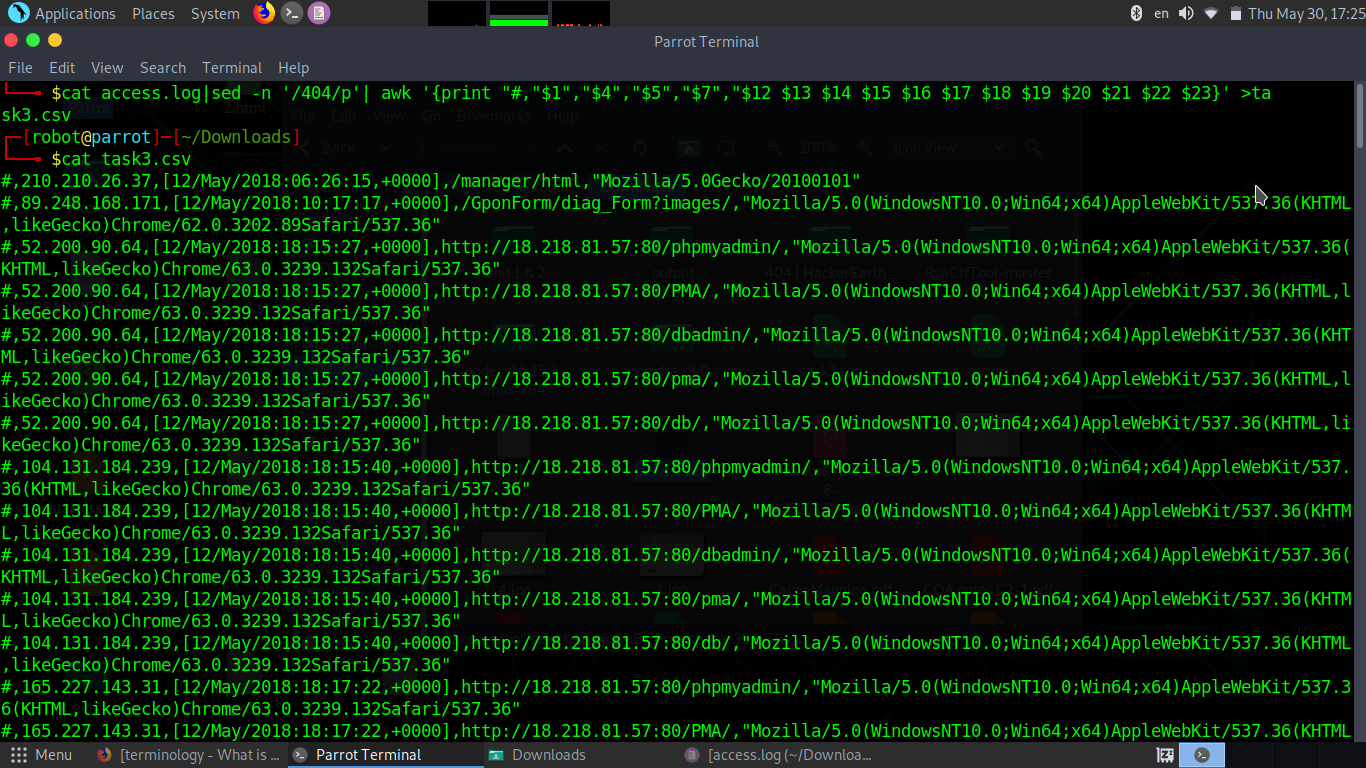 Applications Places System en Thu May 30, 17:25
Parrot Terminal
File Edit View Search Terminal Help
$cat access.log|sed -n '/404/p'| awk '{print "#,"$1","$4","$5","$7","$12 $13 $14 $15 $16 $17 $18 $19 $20 $21 $22 $23}' >ta
sk3.csv
[robot@parrot]─[~/Downloads]
$cat task3.csv
#,210.210.26.37,[12/May/2018:06:26:15,+0000],/manager/html,"Mozilla/5.0Gecko/20100101"
#,89.248.168.171,[12/May/2018:10:17:17,+0000],/GponForm/diag_Form?images/,"Mozilla/5.0(WindowsNT10.0;Win64;x64)AppleWebKit/537.36(KHTML
,likeGecko)Chrome/62.0.3202.89Safari/537.36"
#,52.200.90.64,[12/May/2018:18:15:27,+0000],http://18.218.81.57:80/phpmyadmin/,"Mozilla/5.0(WindowsNT10.0;Win64;x64)AppleWebKit/537.36(
KHTML,likeGecko)Chrome/63.0.3239.132Safari/537.36"
#,52.200.90.64,[12/May/2018:18:15:27,+0000],http://18.218.81.57:80/PMA/,"Mozilla/5.0(WindowsNT10.0;Win64;x64)AppleWebKit/537.36(KHTML,l
ikeGecko)Chrome/63.0.3239.132Safari/537.36"
#,52.200.90.64,[12/May/2018:18:15:27,+0000],http://18.218.81.57:80/dbadmin/,"Mozilla/5.0(WindowsNT10.0;Win64;x64)AppleWebKit/537.36(KHT
ML,likeGecko)Chrome/63.0.3239.132Safari/537.36"
#,52.200.90.64,[12/May/2018:18:15:27,+0000],http://18.218.81.57:80/pma/,"Mozilla/5.0(WindowsNT10.0;Win64;x64)AppleWebKit/537.36(KHTML,l
ikeGecko)Chrome/63.0.3239.132Safari/537.36"
#,52.200.90.64,[12/May/2018:18:15:27,+0000],http://18.218.81.57:80/db/,"Mozilla/5.0(WindowsNT10.0;Win64;x64)AppleWebKit/537.36(KHTML,li
keGecko)Chrome/63.0.3239.132Safari/537.36"
#,104.131.184.239,[12/May/2018:18:15:40,+0000],http://18.218.81.57:80/phpmyadmin/,"Mozilla/5.0(WindowsNT10.0;Win64;x64)AppleWebKit/537.
36(KHTML,likeGecko)Chrome/63.0.3239.132Safari/537.36"
#,104.131.184.239,[12/May/2018:18:15:40,+0000],http://18.218.81.57:80/PMA/,"Mozilla/5.0(WindowsNT10.0;Win64;x64)AppleWebKit/537.36(KHTM
L,likeGecko)Chrome/63.0.3239.132Safari/537.36"
#,104.131.184.239,[12/May/2018:18:15:40,+0000],http://18.218.81.57:80/dbadmin/,"Mozilla/5.0(WindowsNT10.0;Win64;x64)AppleWebKit/537.36(
KHTML,likeGecko)Chrome/63.0.3239.132Safari/537.36"
#,104.131.184.239,[12/May/2018:18:15:40,+0000],http://18.218.81.57:80/pma/,"Mozilla/5.0(WindowsNT10.0;Win64;x64)AppleWebKit/537.36(KHTM
L,likeGecko)Chrome/63.0.3239.132Safari/537.36"
#,104.131.184.239,[12/May/2018:18:15:40,+0000],http://18.218.81.57:80/db/,"Mozilla/5.0(WindowsNT10.0;Win64;x64)AppleWebKit/537.36(KHTML
,likeGecko)Chrome/63.0.3239.132Safari/537.36"
#,165.227.143.31,[12/May/2018:18:17:22,+0000],http://18.218.81.57:80/phpmyadmin/,"Mozilla/5.0(WindowsNT10.0;Win64;x64)AppleWebKit/537.3
6(KHTML,likeGecko)Chrome/63.0.3239.132Safari/537.36"
#,165.227.143.31,[12/May/2018:18:17:22,+0000],http://18.218.81.57:80/PMA/,"Mozilla/5.0(WindowsNT10.0;Win64;x64)AppleWebKit/537.36(KHTML
Menu [terminology - What is ... Parrot Terminal Downloads [access.log (~/Downloa...